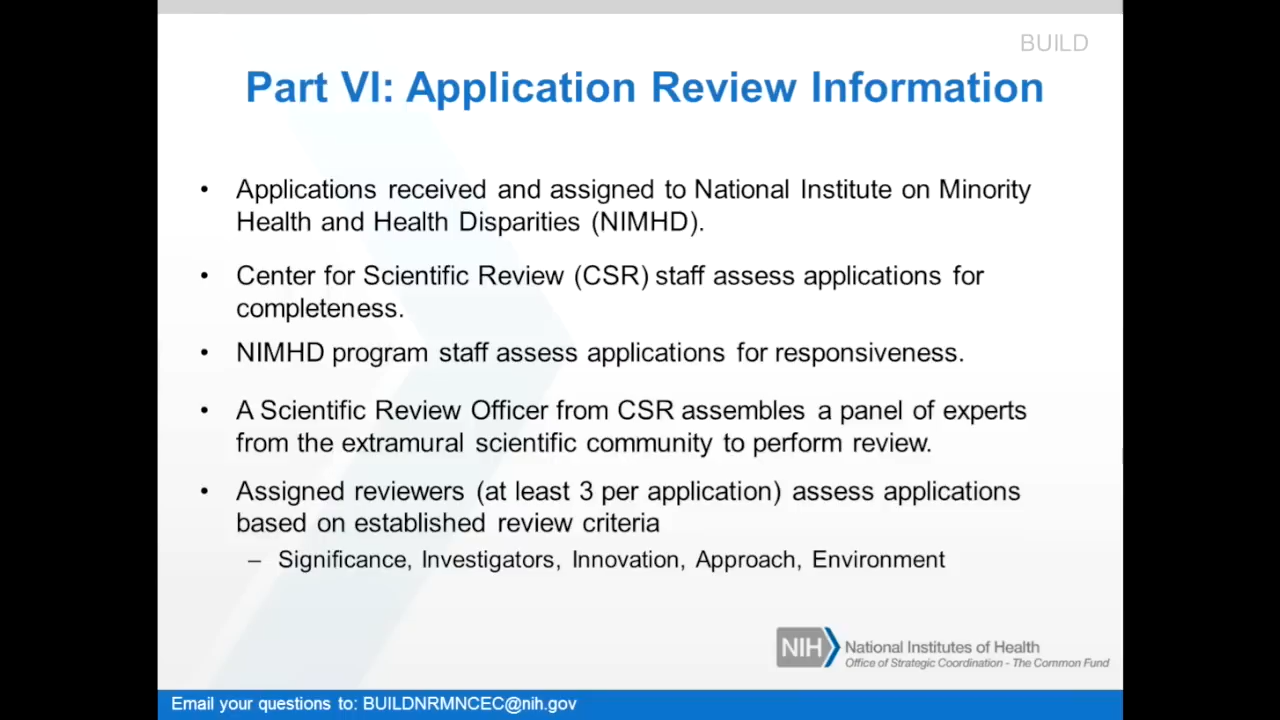 BUILD
Part VI: Application Review Information
• Applications received and assigned to National Institute on Minority
Health and Health Disparities (NIMHD).
• Center for Scientific Review (CSR) staff assess applications for
completeness.
• NIMHD program staff assess applications for responsiveness.
• A Scientific Review Officer from CSR assembles a panel of experts
from the extramural scientific community to perform review.
• Assigned reviewers (at least 3 per application) assess applications
based on established review criteria
– Significance, Investigators, Innovation, Approach, Environment
NIH National Institutes of Health
Office of Strategic Coordination - The Common Fund
Email your questions to: BUILDNRMNCEC@nih.gov